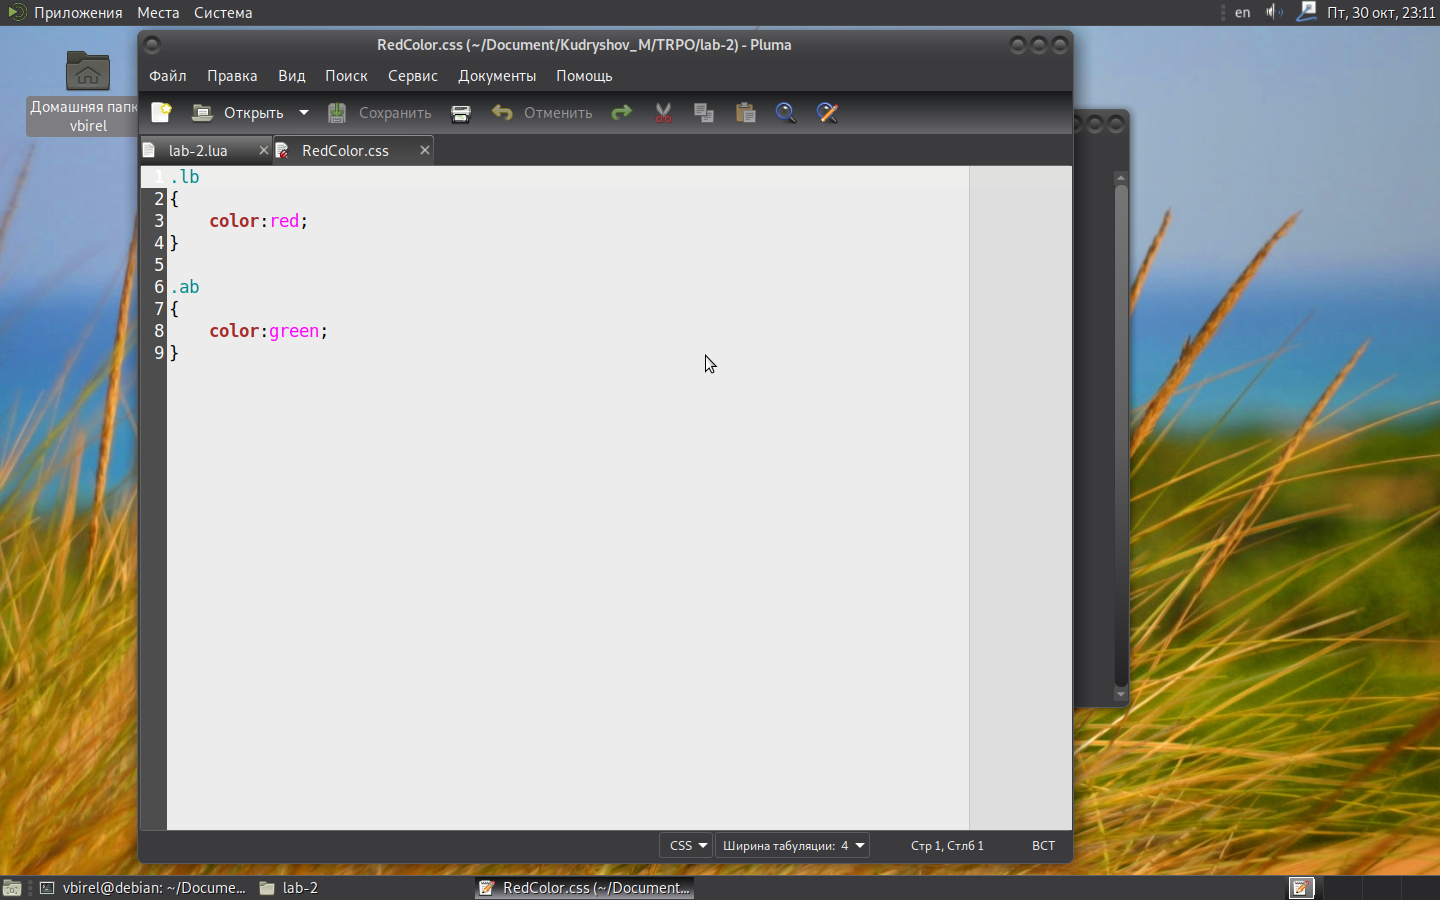 Приложения Места Система
en Пт, 30 окт, 23:11
Домашняя папк
vbirel
RedColor.css (~/Document/Kudryshov_M/TRPO/lab-2) - Pluma
Файл Правка Вид Поиск Сервис Документы Помощь
Открыть Сохранить Отменить
lab-2.lua RedColor.css
1 .lb
2 {
3 color:red;
4 }
5
6 .ab
7 {
8 color:green;
9 }
CSS Ширина табуляции: 4 Стр 1, Стлб 1 ВСТ
vbirel@debian: ~/Docume... lab-2 RedColor.css (~/Document...